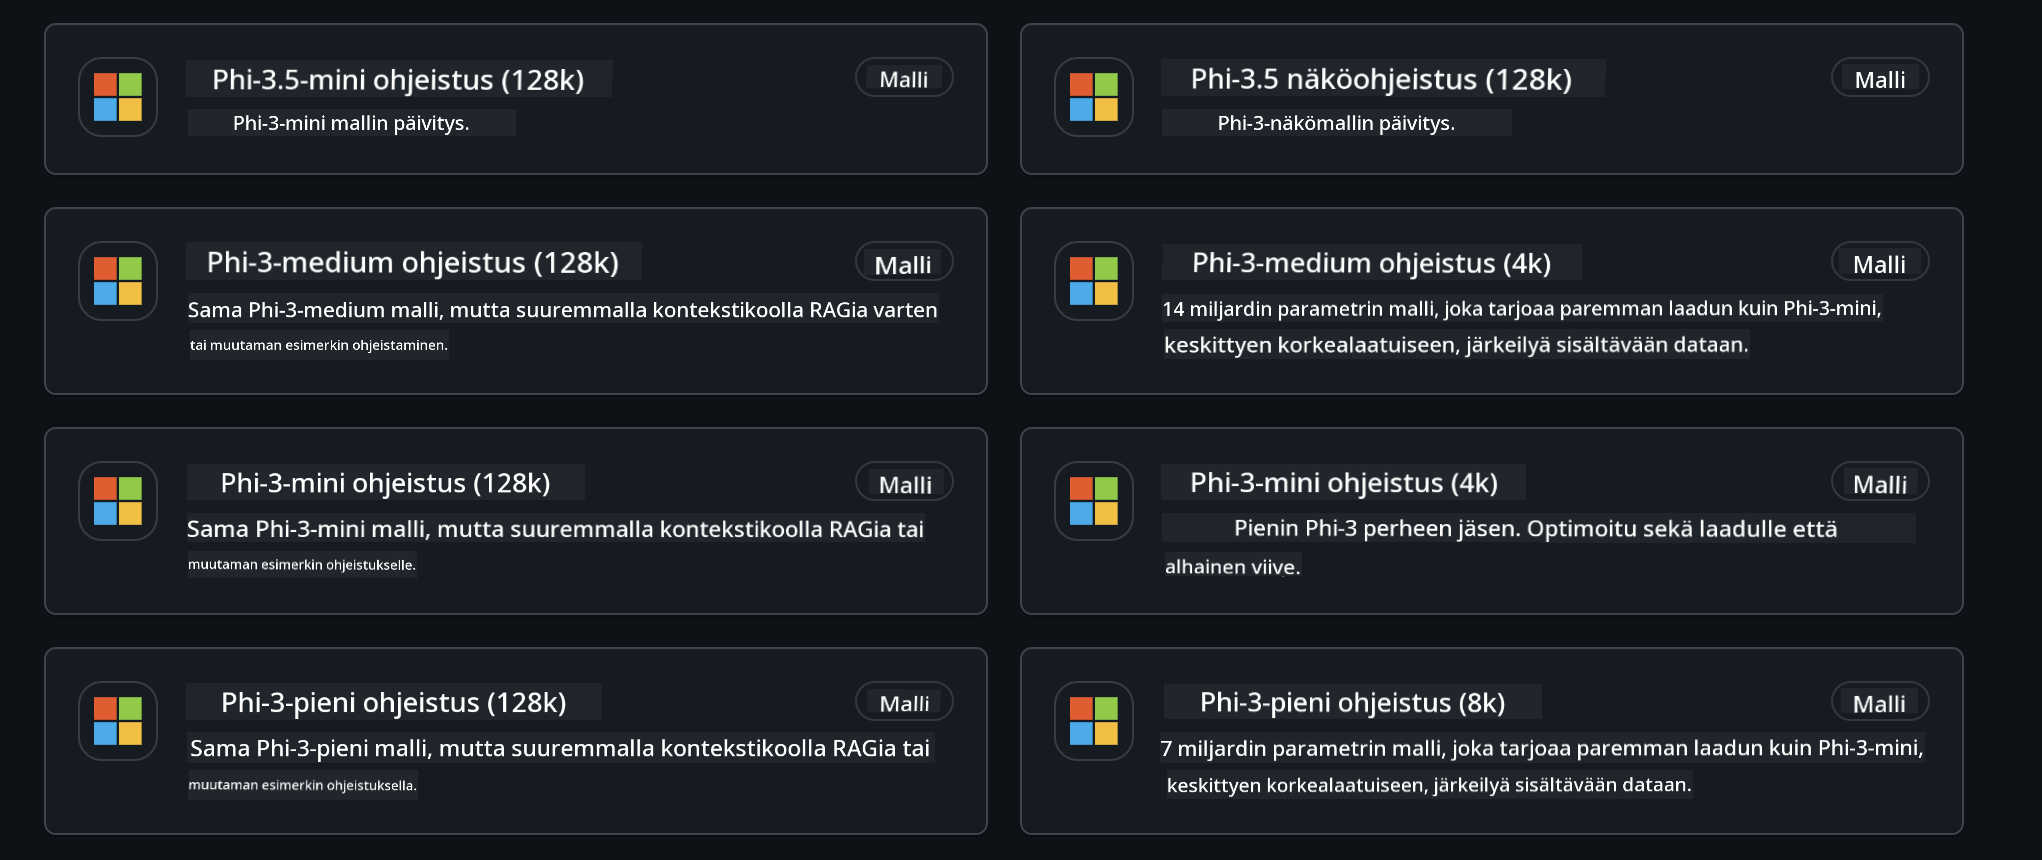 Phi-3.5-mini ohjeistus (128k)
Malli
Phi-3-mini mallin päivitys.
Phi-3.5 näköohjeistus (128k)
Malli
Phi-3-näkömallin päivitys.
Phi-3-medium ohjeistus (128k)
Malli
Sama Phi-3-medium malli, mutta suuremmalla kontekstikoolla RAGia varten
tai muutaman esimerkin ohjeistaminen.
Phi-3-medium ohjeistus (4k)
Malli
14 miljardin parametrin malli, joka tarjoaa paremman laadun kuin Phi-3-mini,
keskittyen korkealaatuiseen, järkeilyä sisältävään dataan.
Phi-3-mini ohjeistus (128k)
Malli
Sama Phi-3-mini malli, mutta suuremmalla kontekstikoolla RAGia tai
muutaman esimerkin ohjeistukselle.
Phi-3-mini ohjeistus (4k)
Malli
Pienin Phi-3 perheen jäsen. Optimoitu sekä laadulle että
alhainen viive.
Phi-3-pieni ohjeistus (128k)
Malli
Sama Phi-3-pieni malli, mutta suuremmalla kontekstikoolla RAGia tai
muutaman esimerkin ohjeistuksella.
Phi-3-pieni ohjeistus (8k)
Malli
7 miljardin parametrin malli, joka tarjoaa paremman laadun kuin Phi-3-mini,
keskittyen korkealaatuiseen, järkeilyä sisältävään dataan.